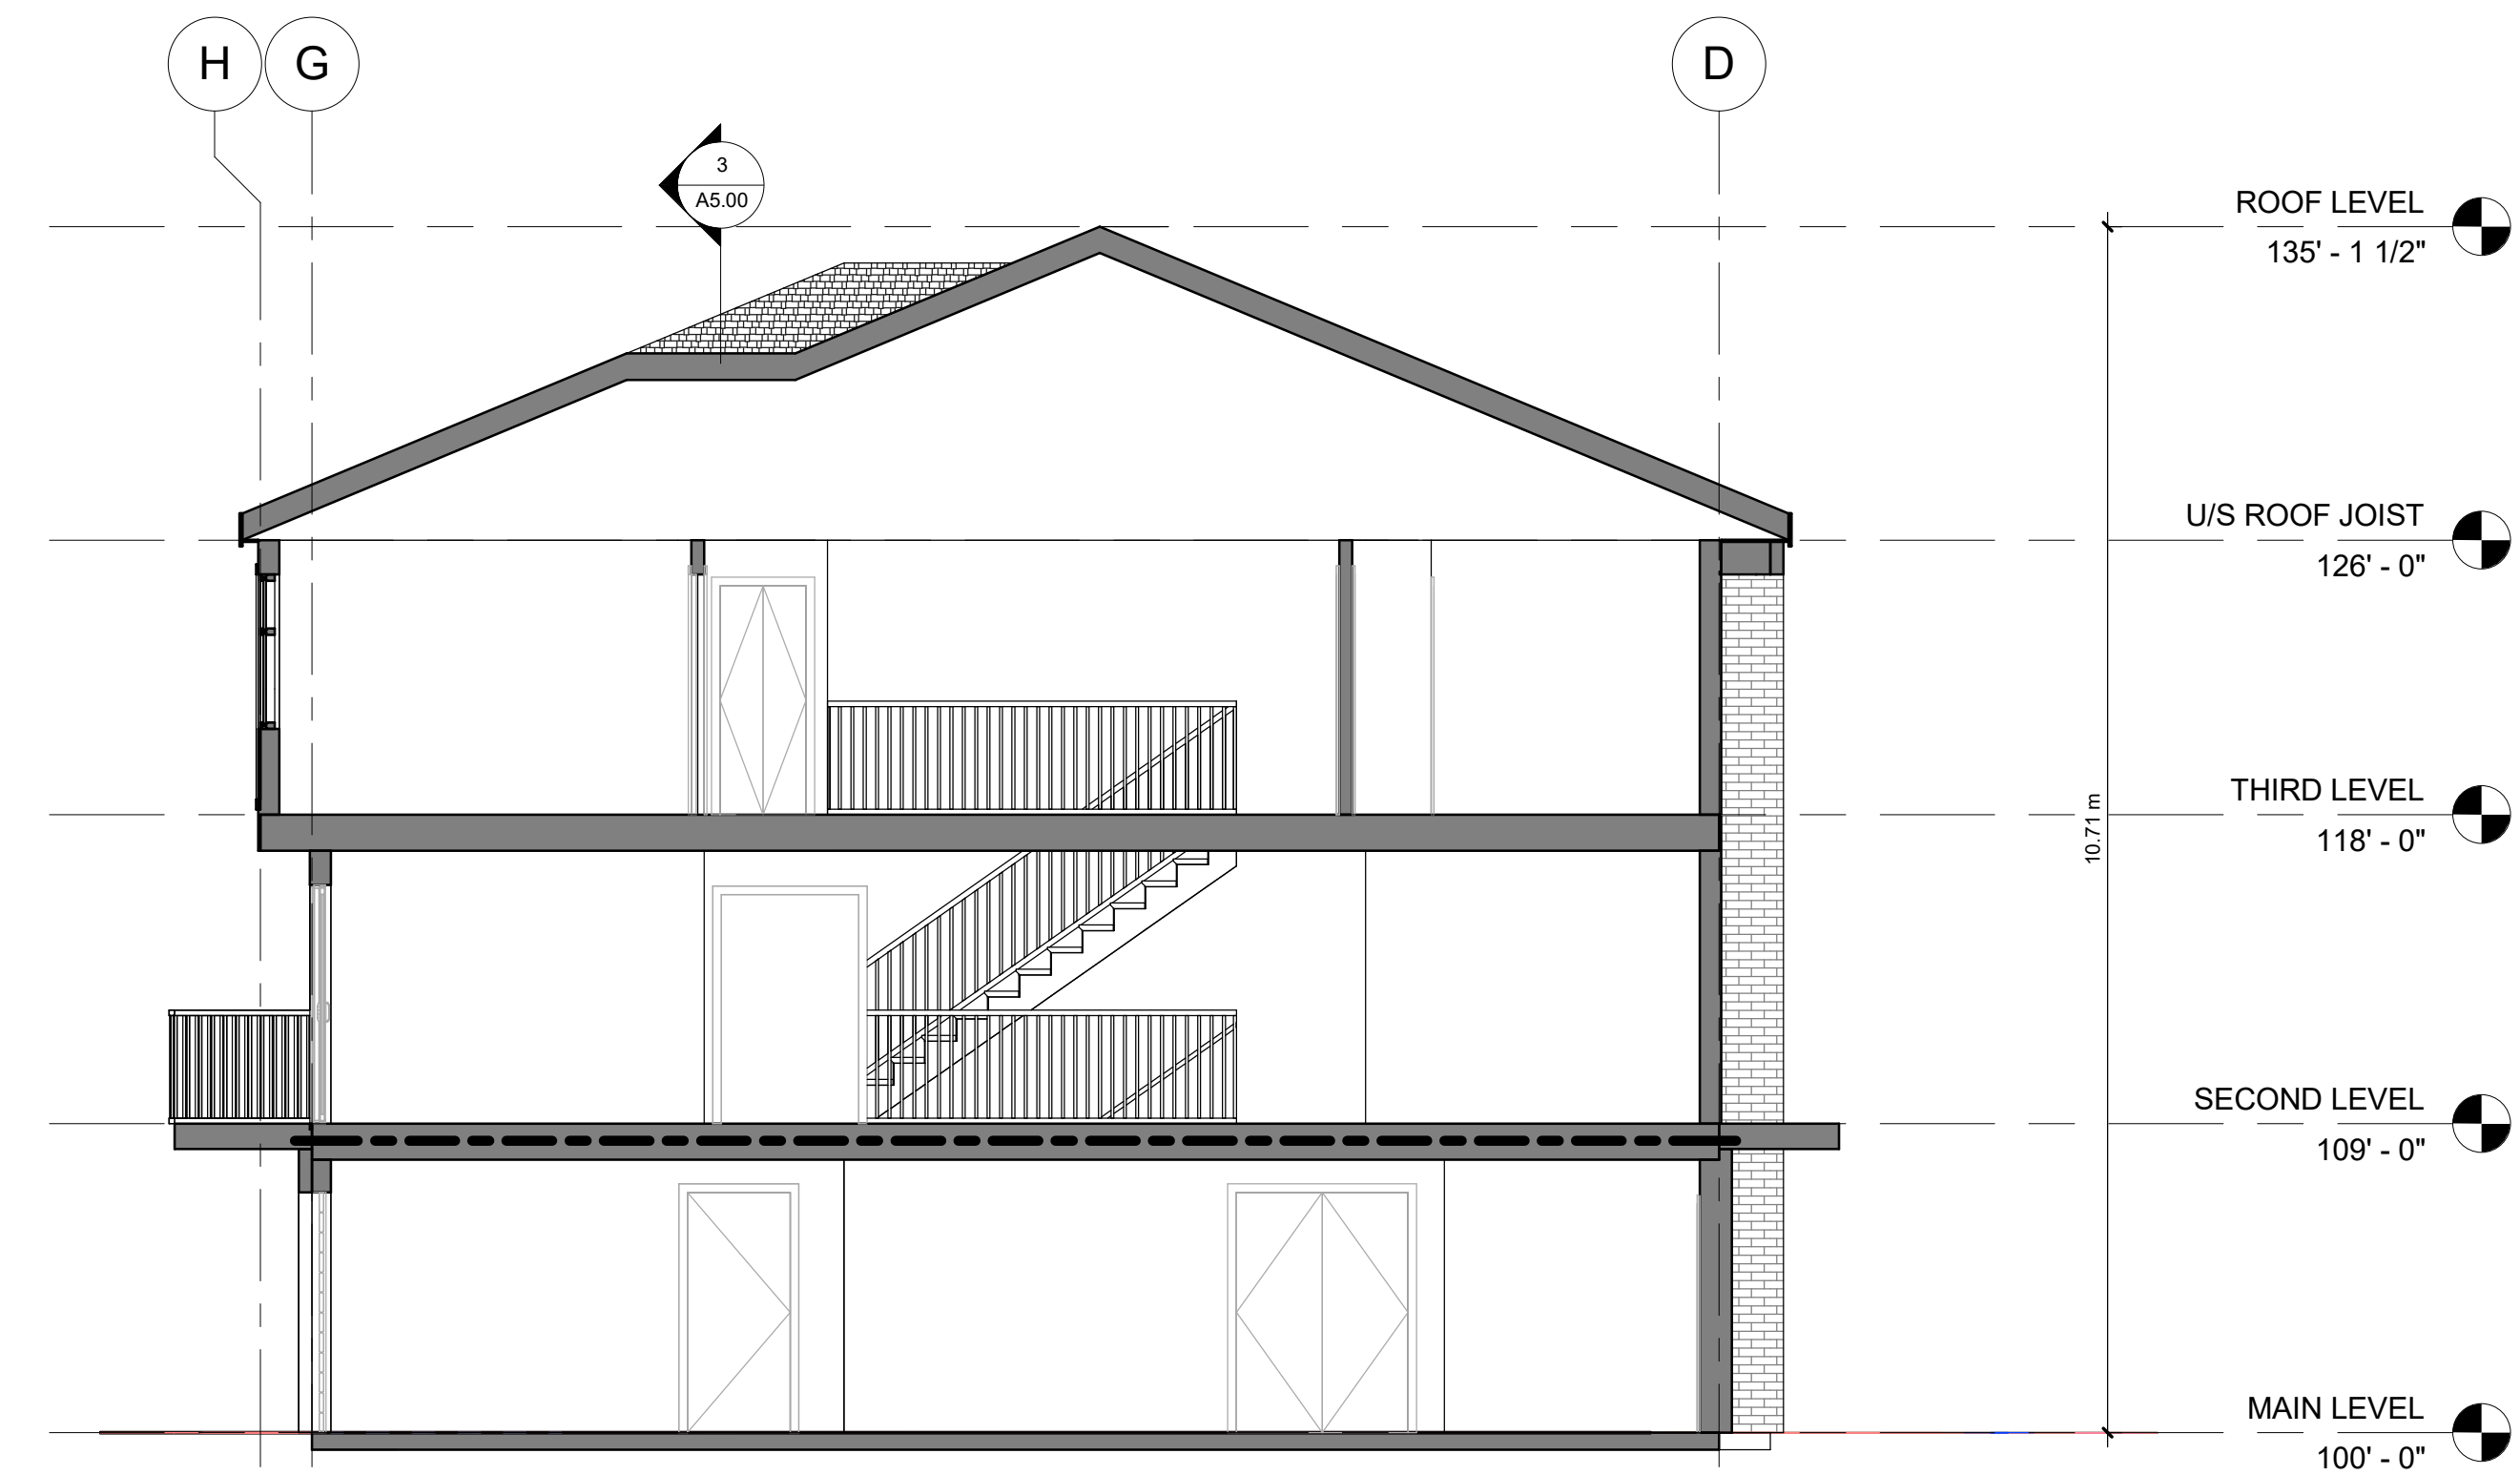 H G D
3
A5.00
ROOF LEVEL
135' - 1 1/2"
U/S ROOF JOIST
126' - 0"
THIRD LEVEL
118' - 0"
10.71 m
SECOND LEVEL
109' - 0"
MAIN LEVEL
100' - 0"